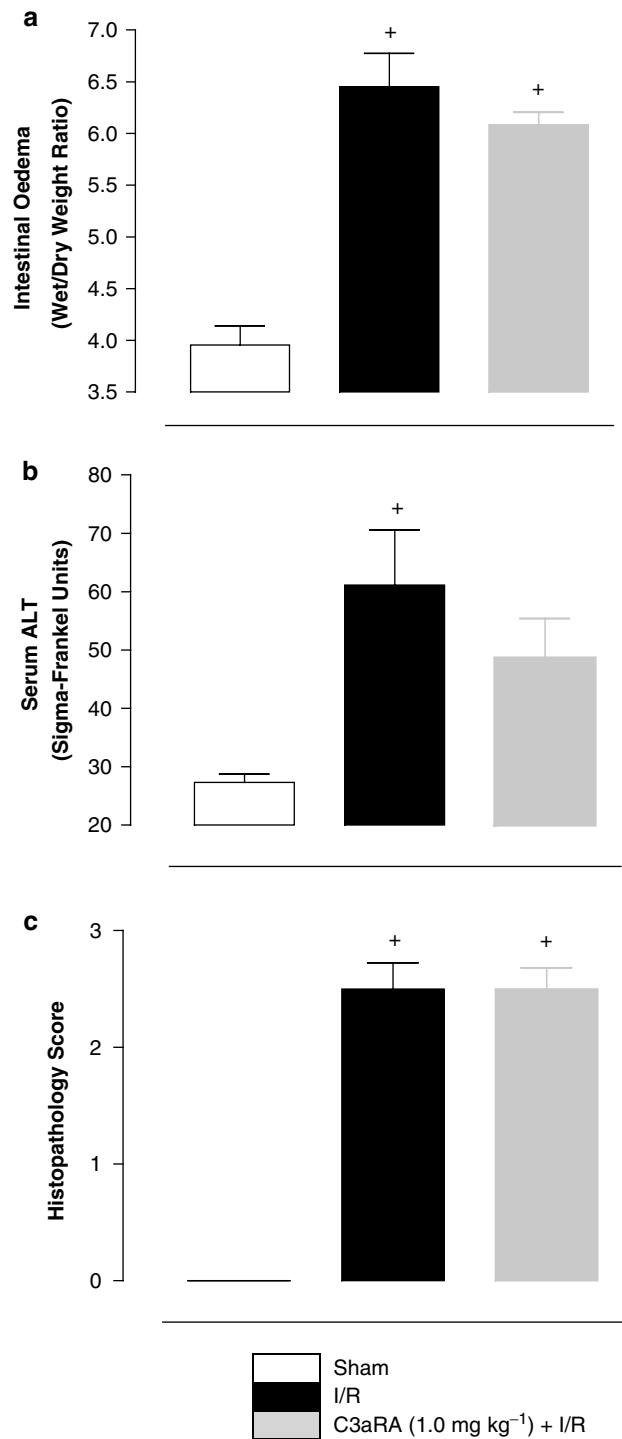 a
Intestinal Oedema
(Wet/Dry Weight Ratio)
7.0
6.5
6.0
5.5
5.0
4.5
4.0
3.5
+
+
b
Serum ALT
(Sigma-Frankel Units)
80
70
60
50
40
30
20
+
c
Histopathology Score
3
2
1
0
+
+
Sham
I/R
C3aRA (1.0 mg kg⁻¹) + I/R